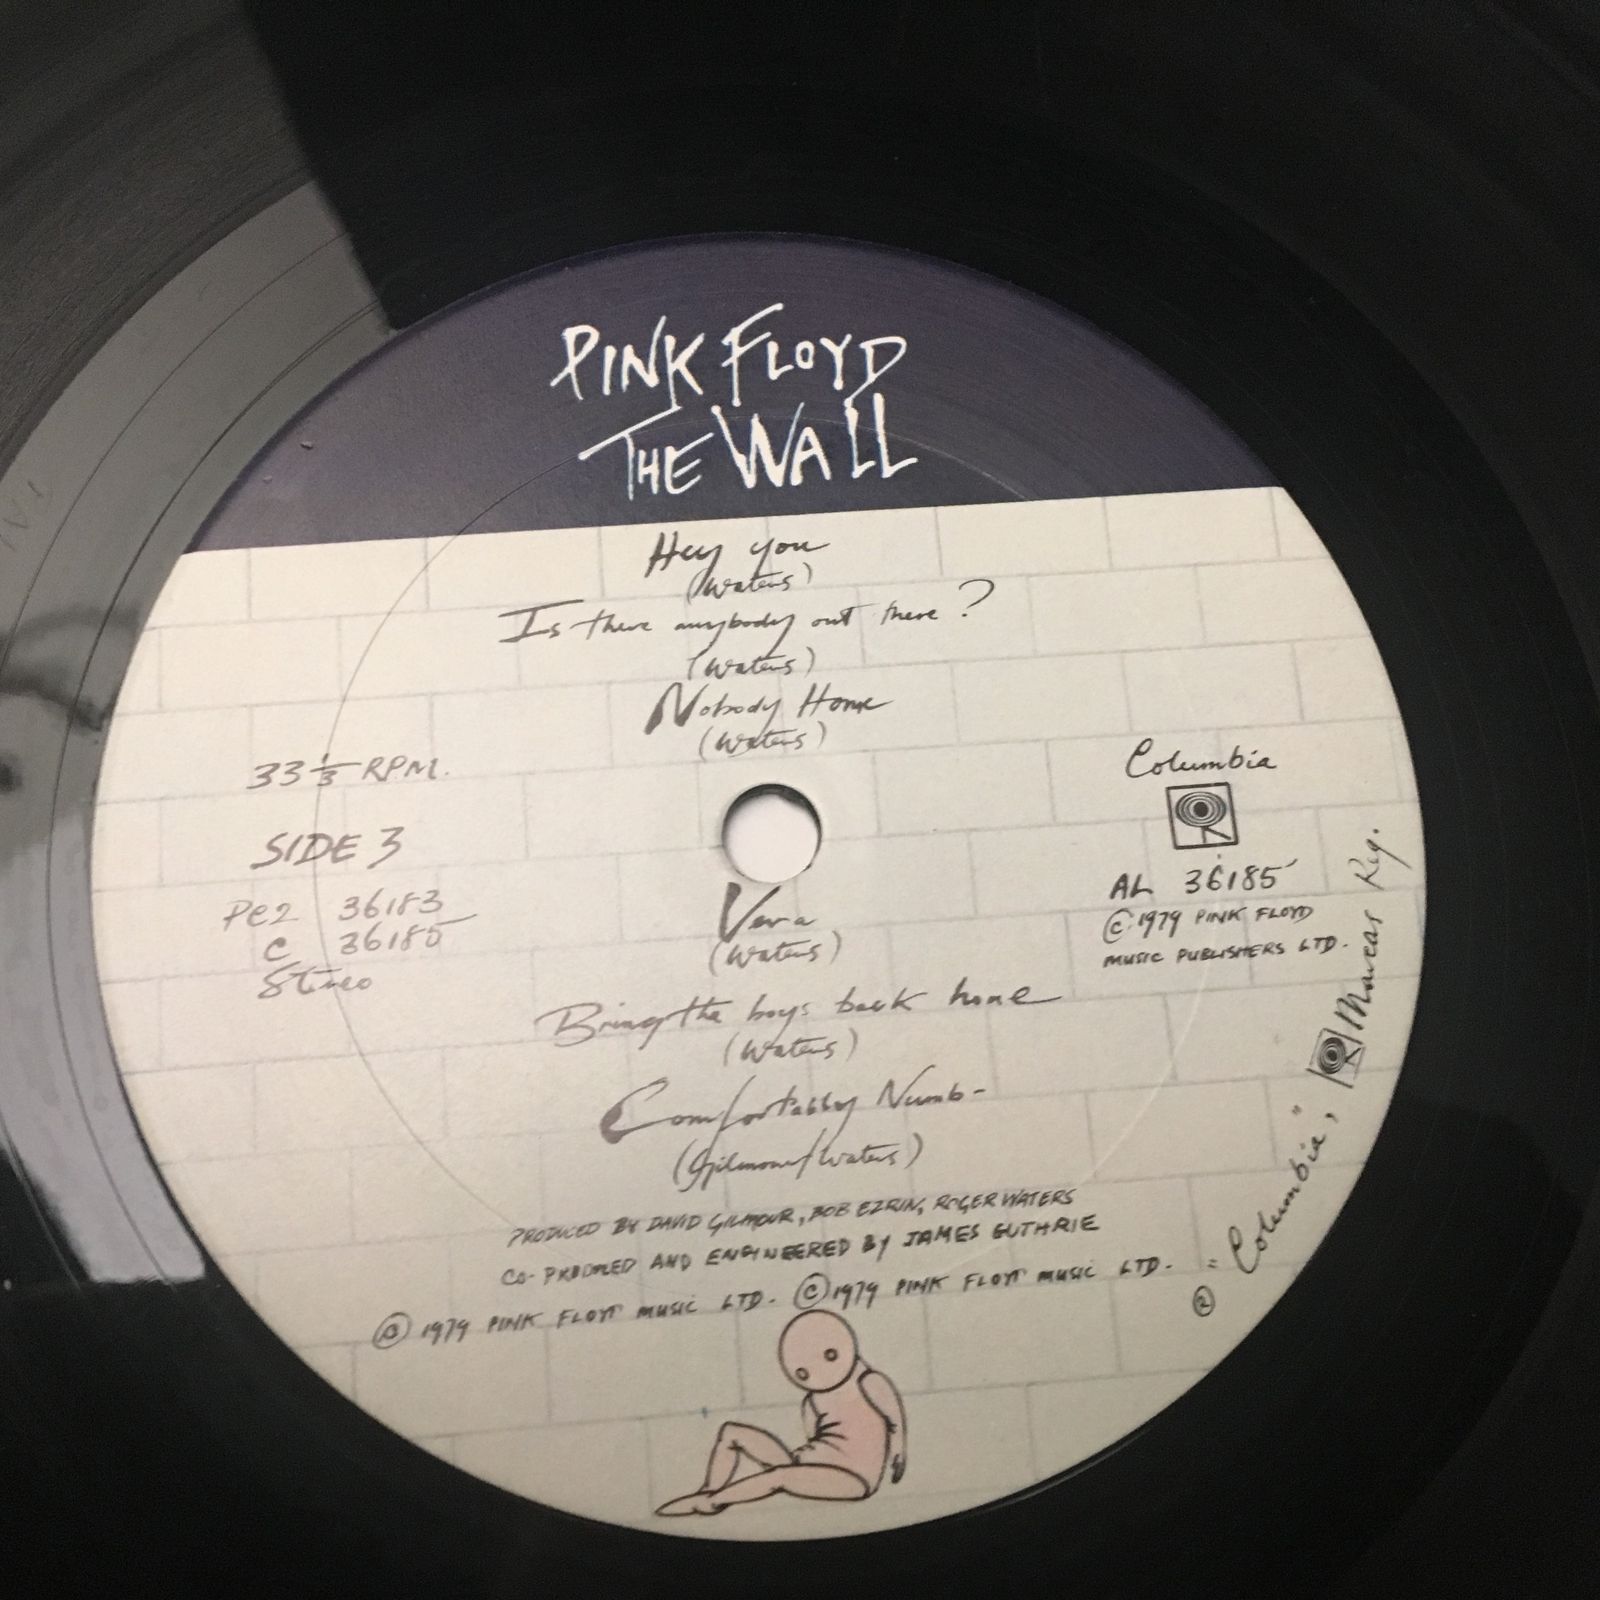 PINK FLOYD
THE WALL
Hey you
(Waters)
Is there anybody out there?
(Waters)
Nobody Home
(Waters)
33 1/3 RPM.
SIDE 3
PC2 36183
C 36185
Stereo
Columbia
AL 36185
© 1979 PINK FLOYD
MUSIC PUBLISHERS LTD.
Vera
(Waters)
Bring the boys back home
(Waters)
Comfortably Numb-
(Gilmour/Waters)
PRODUCED BY DAVID GILMOUR, BOB EZRIN, ROGER WATERS
CO-PRODUCED AND ENGINEERED BY JAMES GUTHRIE
℗ 1979 PINK FLOYD MUSIC LTD. © 1979 PINK FLOYD MUSIC LTD.
"Columbia", Marcas Reg.